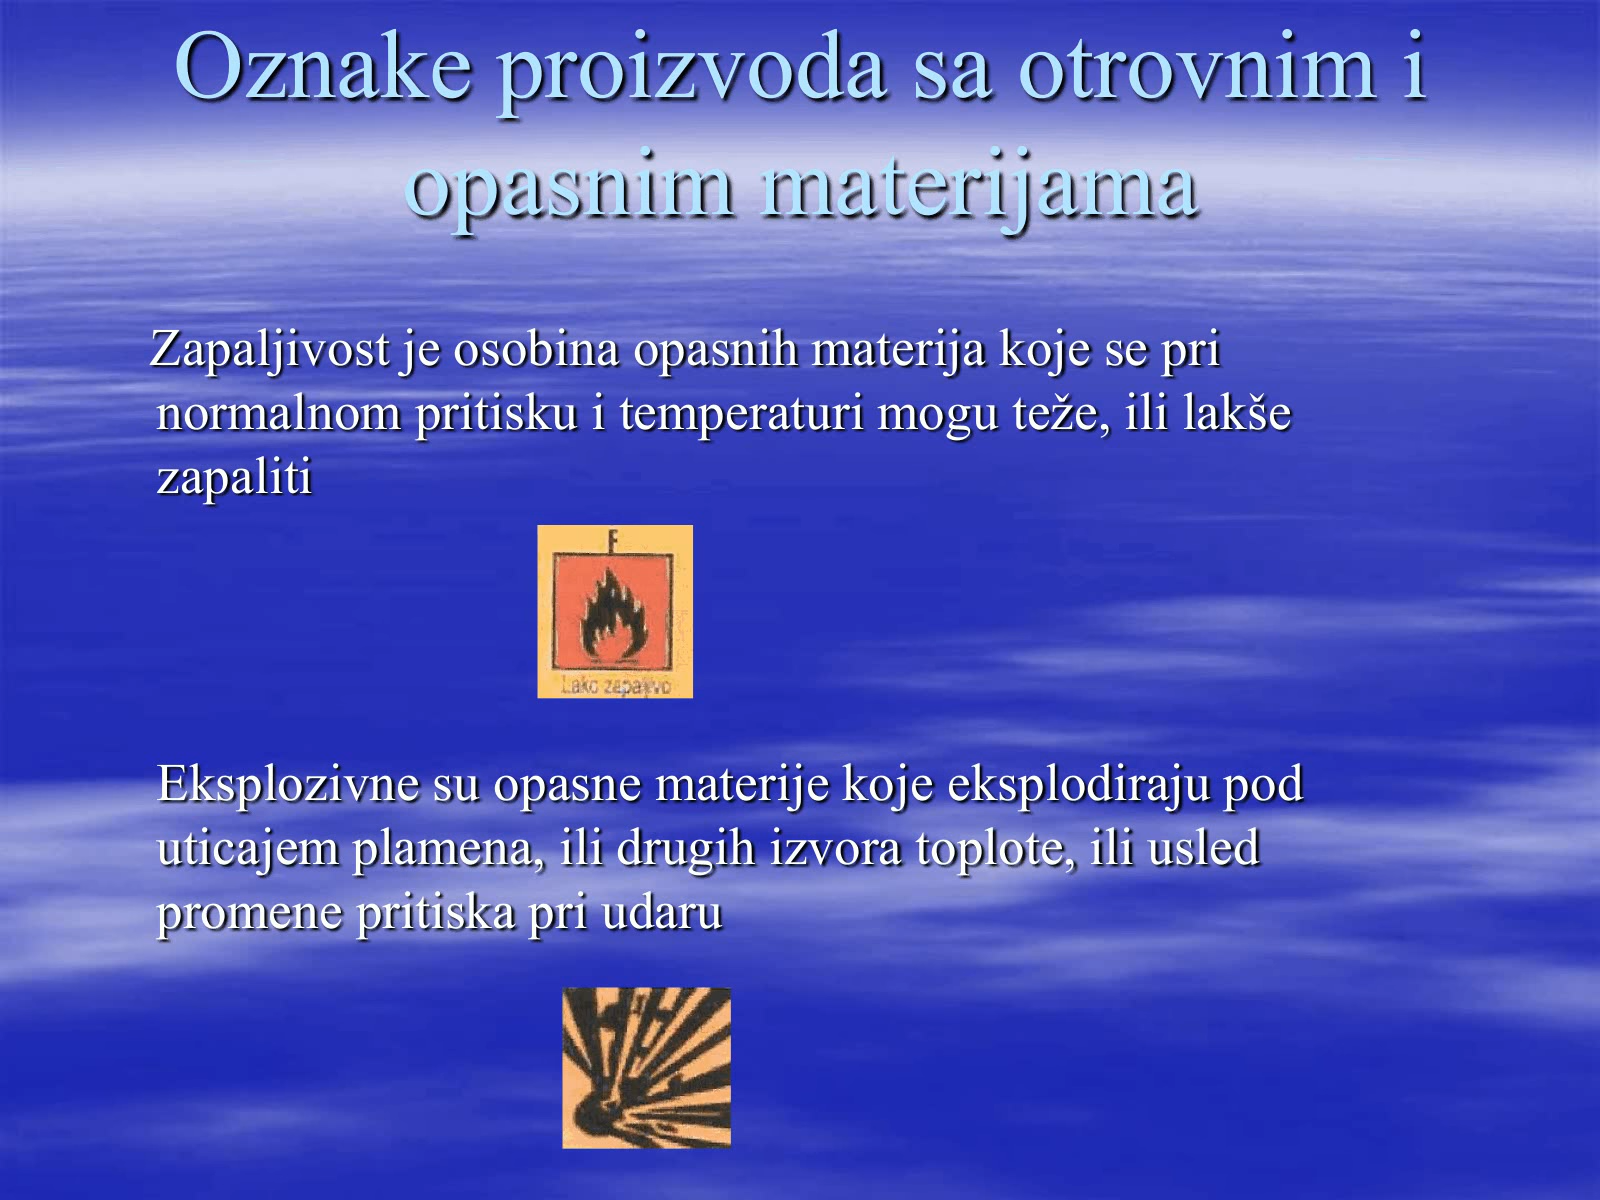 Oznake proizvoda sa otrovnim i
opasnim materijama
Zapaljivost je osobina opasnih materija koje se pri
normalnom pritisku i temperaturi mogu teže, ili lakše
zapaliti
F
Lako zapaljivo
Eksplozivne su opasne materije koje eksplodiraju pod
uticajem plamena, ili drugih izvora toplote, ili usled
promene pritiska pri udaru